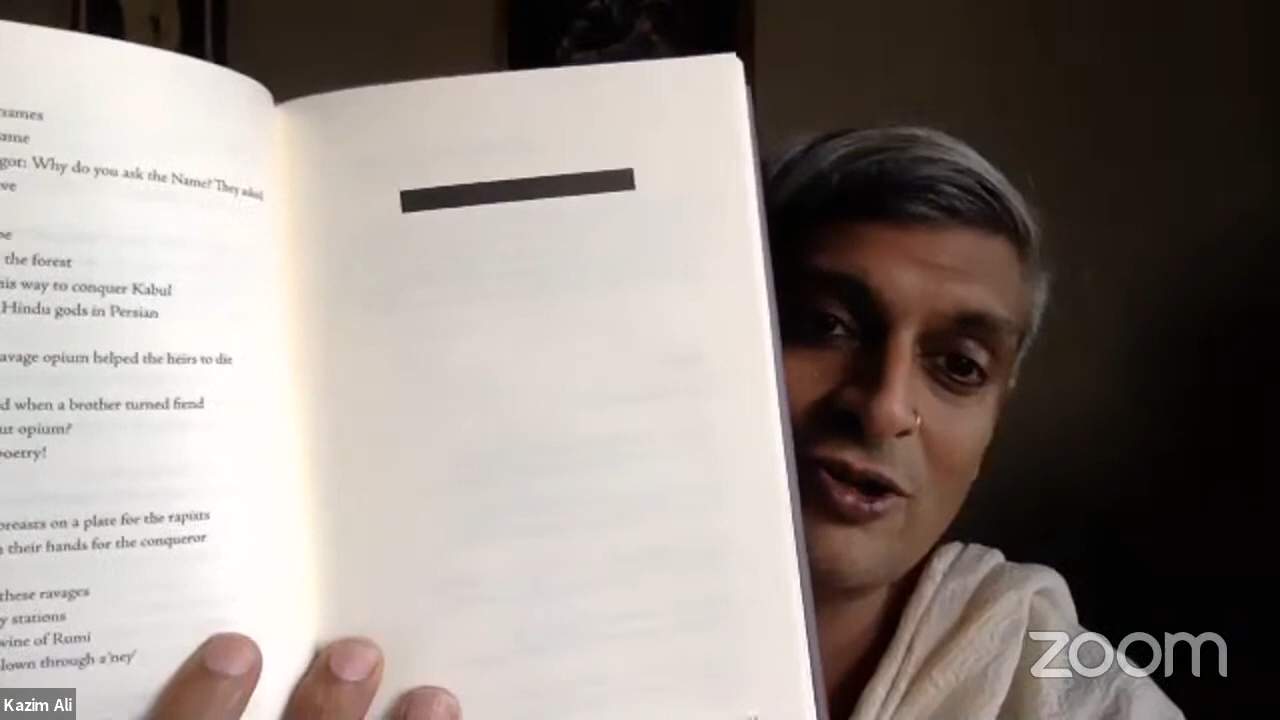 names
ame
got: Why do you ask the Name? They asked
ve
pe
the forest
his way to conquer Kabul
Hindu gods in Persian
avage opium helped the heirs to die
d when a brother turned fiend
ut opium?
poetry!
breasts on a plate for the rapists
n their hands for the conqueror
these ravages
y stations
wine of Rumi
lown through a 'ney'
zoom
Kazim Ali